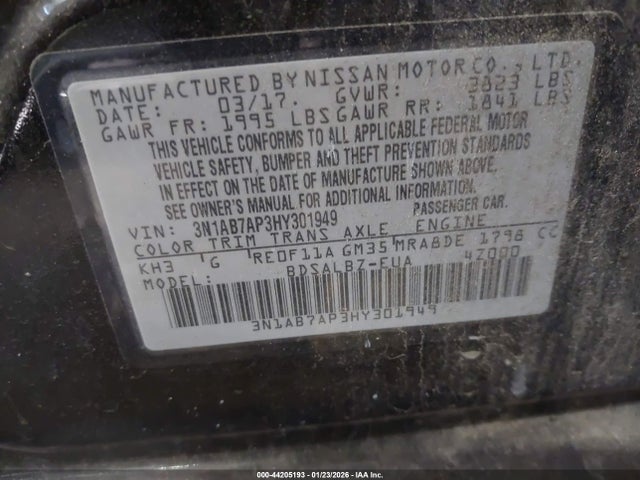 MANUFACTURED BY NISSAN MOTOR CO., LTD.
DATE: 03/17. GVWR: 3823 LBS
GAWR FR: 1995 LBS GAWR RR: 1841 LBS
THIS VEHICLE CONFORMS TO ALL APPLICABLE FEDERAL MOTOR
VEHICLE SAFETY, BUMPER AND THEFT PREVENTION STANDARDS
IN EFFECT ON THE DATE OF MANUFACTURE SHOWN ABOVE.
SEE OWNER'S MANUAL FOR ADDITIONAL INFORMATION.
VIN: 3N1AB7AP3HY301949 PASSENGER CAR.
COLOR TRIM TRANS AXLE ENGINE
KH3 G RE0F11A GM35 MRA8DE 1798 CC
MODEL: BDSALBZ-EUA 4Z000
3N1AB7AP3HY301949
000-44205193 - 01/23/2026 - IAA Inc.